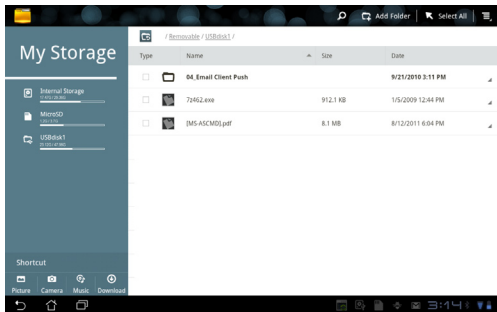 Add Folder
Select All
My Storage
/ Removable / USBdisk1 /
Type Name Size Date
Internal Storage
MicroSD
USBdisk1
04_Email Client Push 9/21/2010 3:11 PM
7z462.exe 912.1 KB 1/5/2009 12:44 PM
[MS-ASCMD].pdf 8.1 MB 8/12/2011 6:04 PM
Shortcut
Picture Camera Music Download
3:14